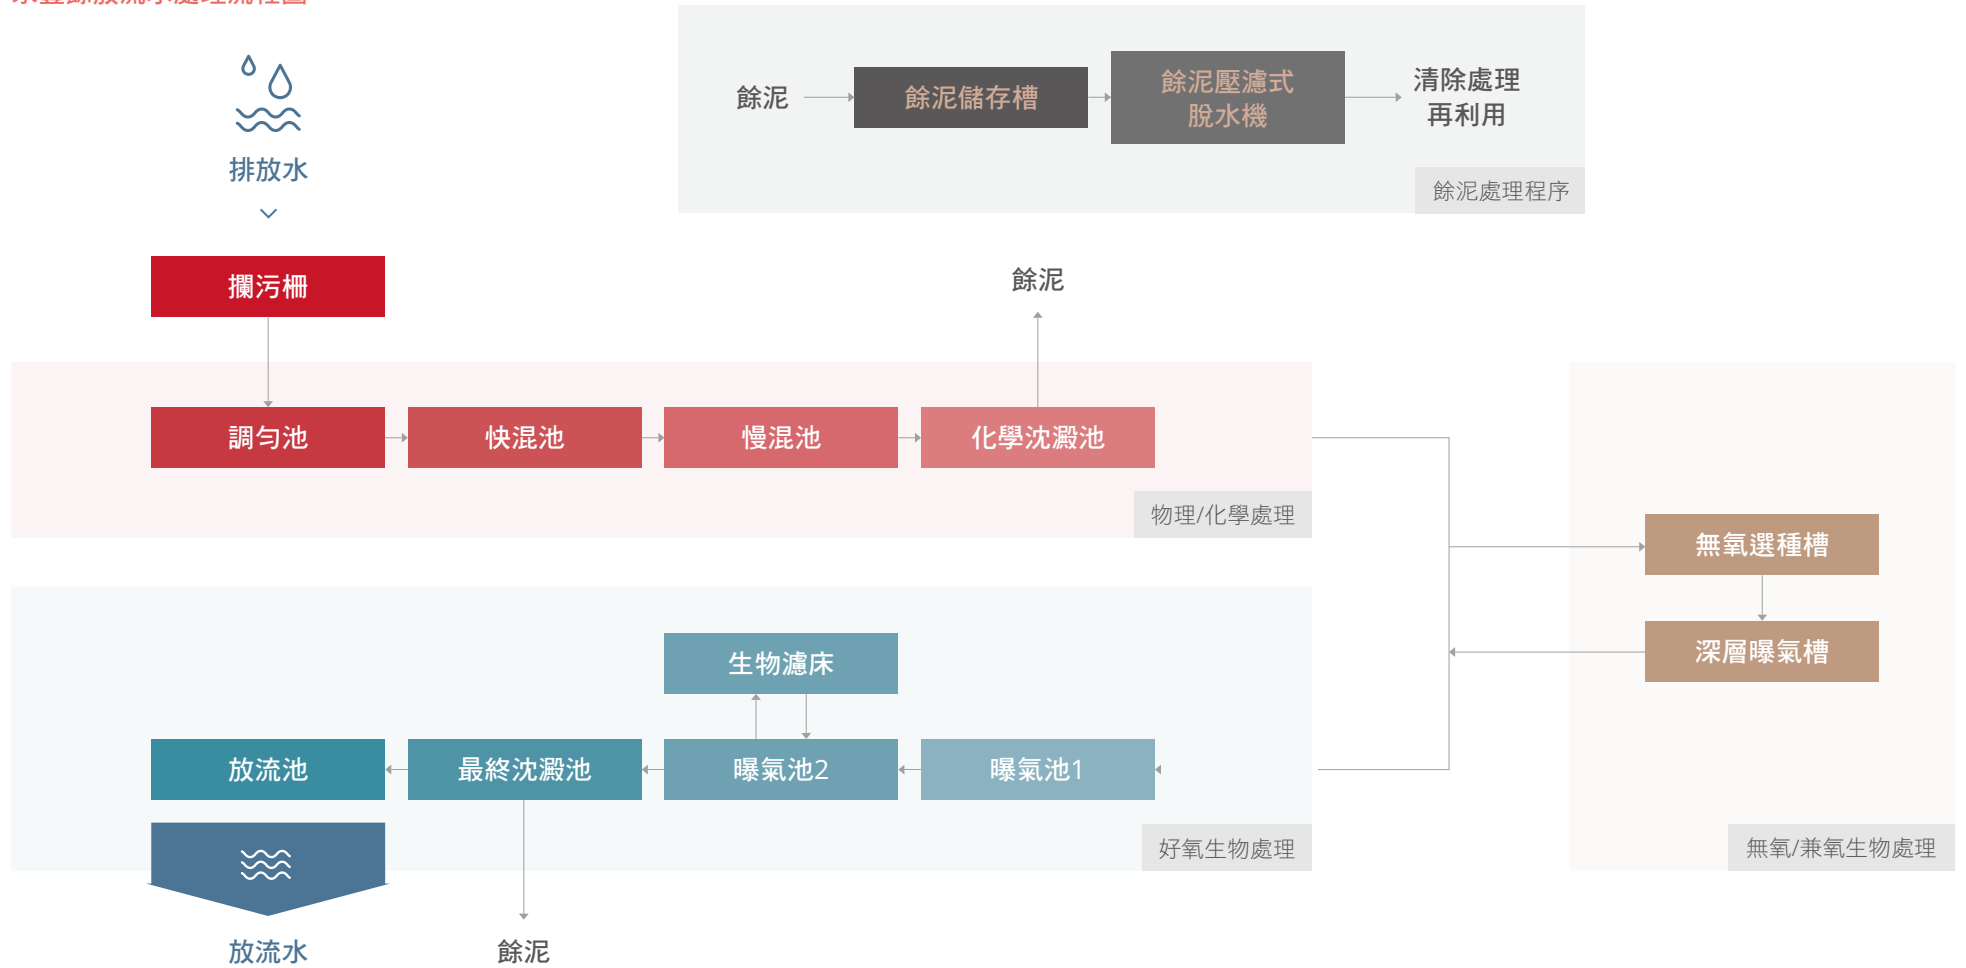 排放水
餘泥
餘泥儲存槽
餘泥壓濾式
脫水機
清除處理
再利用
餘泥處理程序
攔污柵
餘泥
調勻池
快混池
慢混池
化學沈澱池
物理/化學處理
無氧選種槽
深層曝氣槽
無氧/兼氧生物處理
生物濾床
放流池
最終沈澱池
曝氣池2
曝氣池1
好氧生物處理
放流水
餘泥